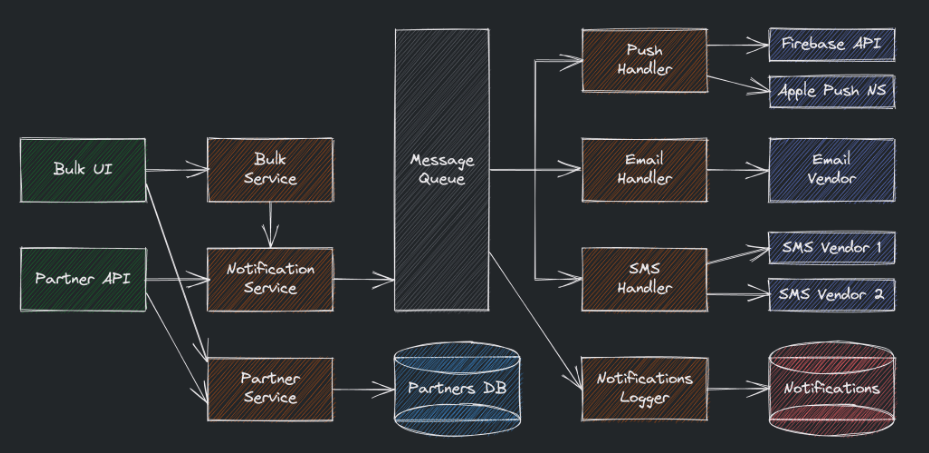 Push
Handler
Firebase API
Apple Push NS
Bulk UI
Bulk
Service
Message
Queue
Email
Handler
Email
Vendor
Partner API
Notification
Service
SMS
Handler
SMS Vendor 1
SMS Vendor 2
Partner
Service
Partners DB
Notifications
Logger
Notifications